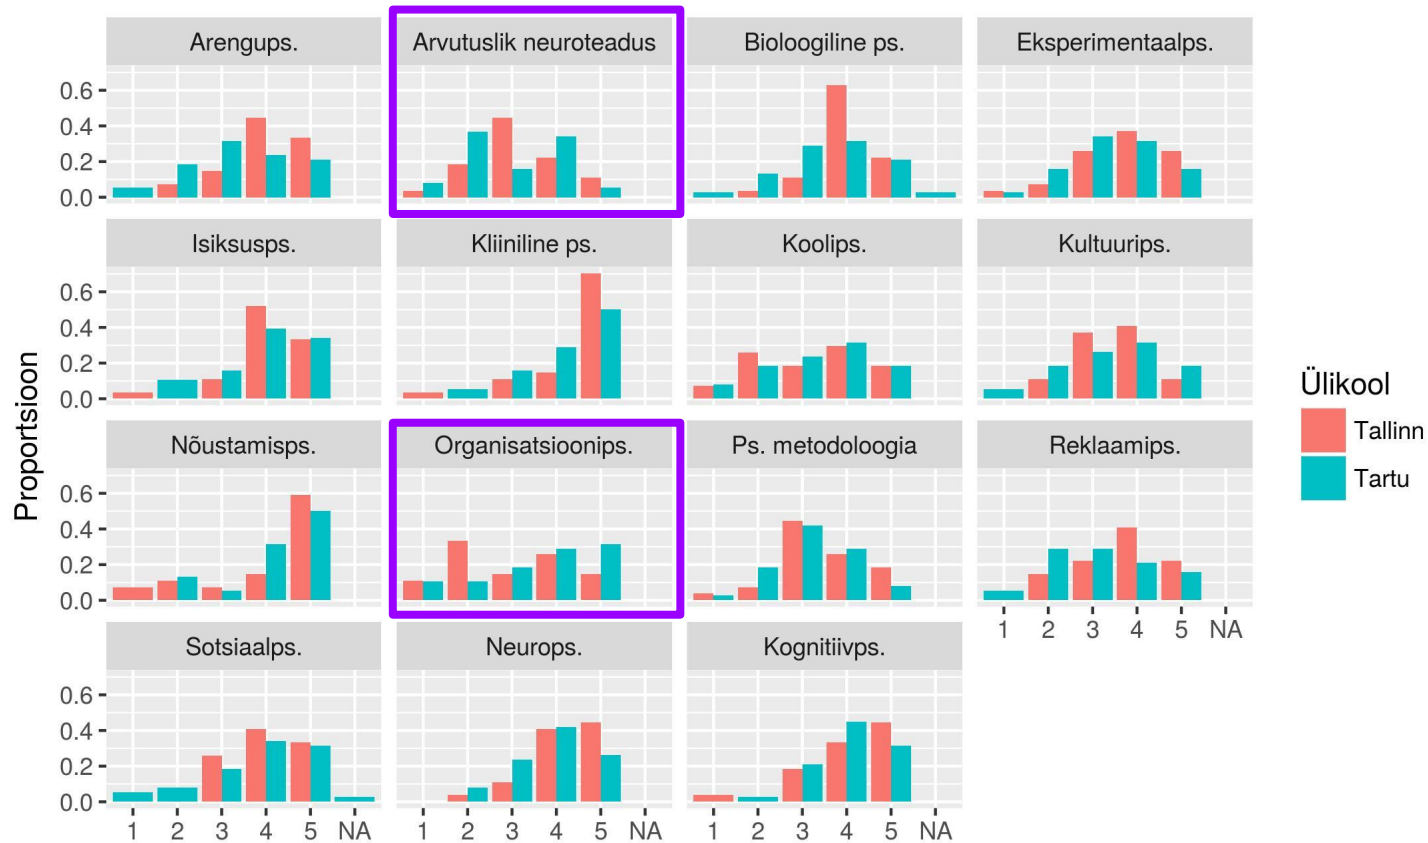 Arengups.
Arvutuslik neuroteadus
Bioloogiline ps.
Eksperimentaalps.
0.6
0.4
0.2
0.0
Isiksusps.
Kliiniline ps.
Koolips.
Kultuurips.
0.6
0.4
0.2
0.0
Nõustamisps.
Organisatsioonips.
Ps. metodoloogia
Reklaamips.
0.6
0.4
0.2
0.0
1 2 3 4 5 NA
Sotsiaalps.
Neurops.
Kognitiivps.
0.6
0.4
0.2
0.0
1 2 3 4 5 NA
1 2 3 4 5 NA
1 2 3 4 5 NA
Proportsioon
Ülikool
Tallinn
Tartu